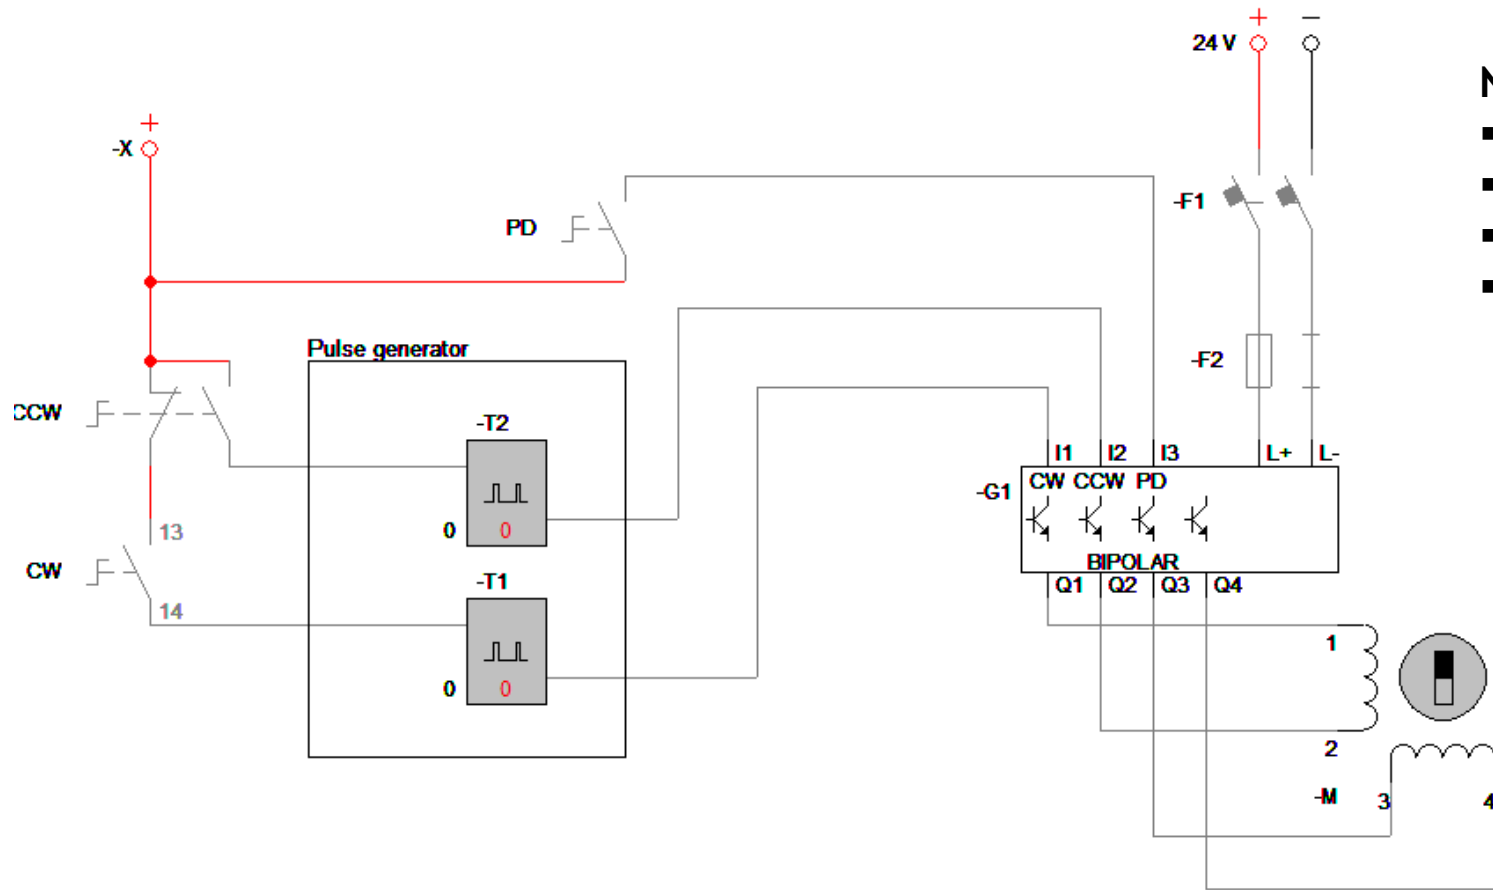 +
24 V
+
-X
PD
-F1
Pulse generator
-F2
CCW
-T2
I1 I2 I3 L+ L-
-G1 CW CCW PD
0 0
13
CW
BIPOLAR
-T1
Q1 Q2 Q3 Q4
14
1
0 0
2
-M 3 4